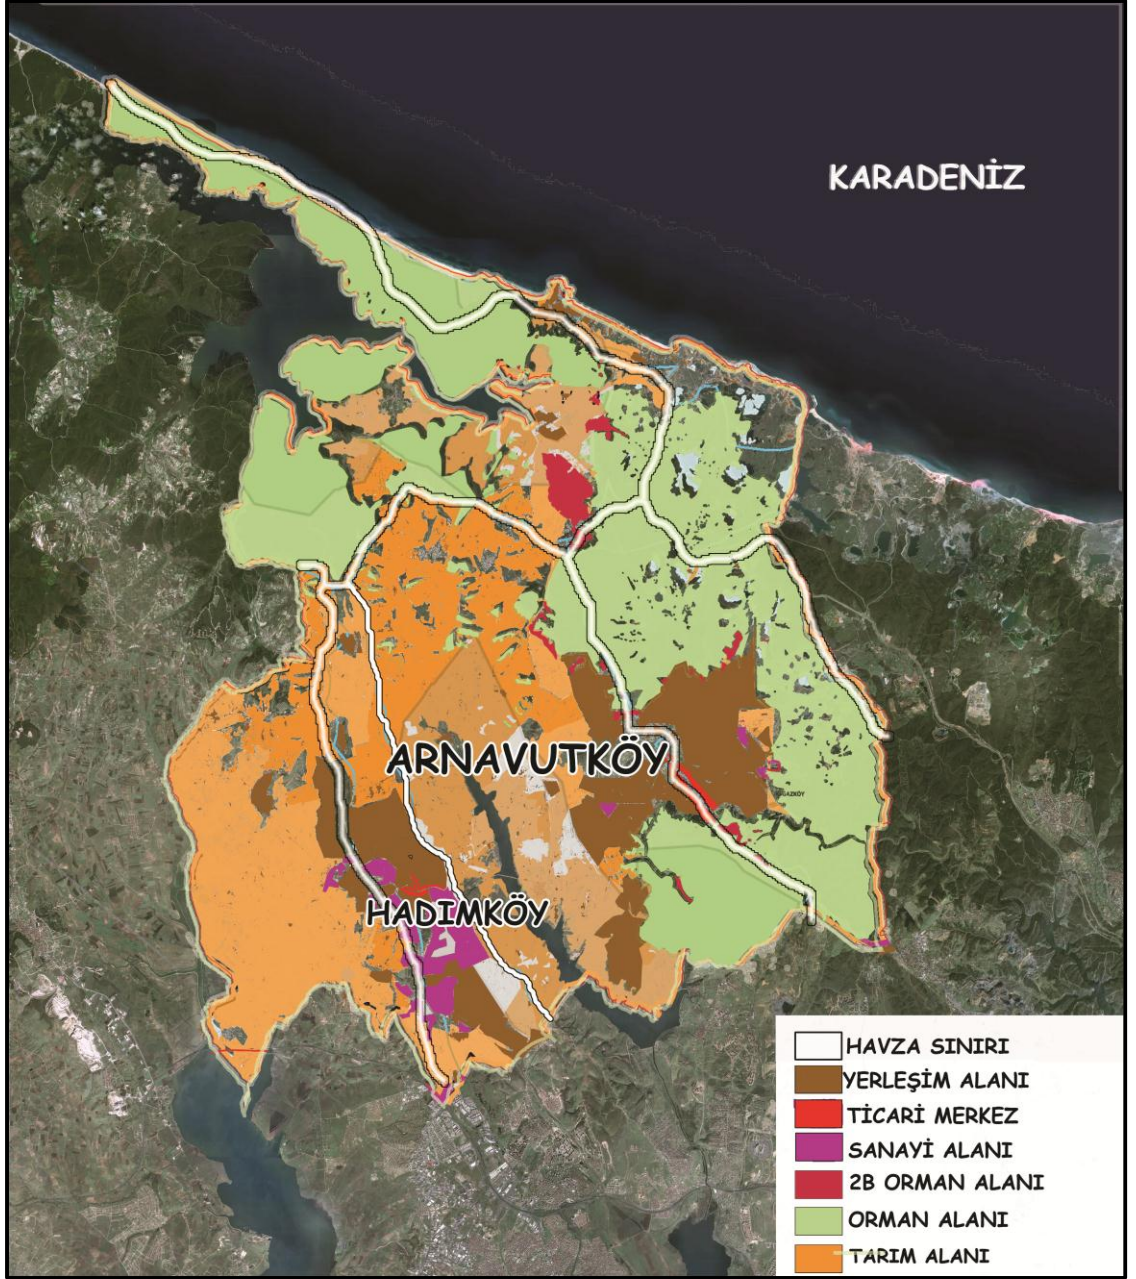 KARADENİZ
ARNAVUTKÖY
HADIMKÖY
HAVZA SINIRI
YERLEŞİM ALANI
TİCARİ MERKEZ
SANAYİ ALANI
2B ORMAN ALANI
ORMAN ALANI
TARIM ALANI